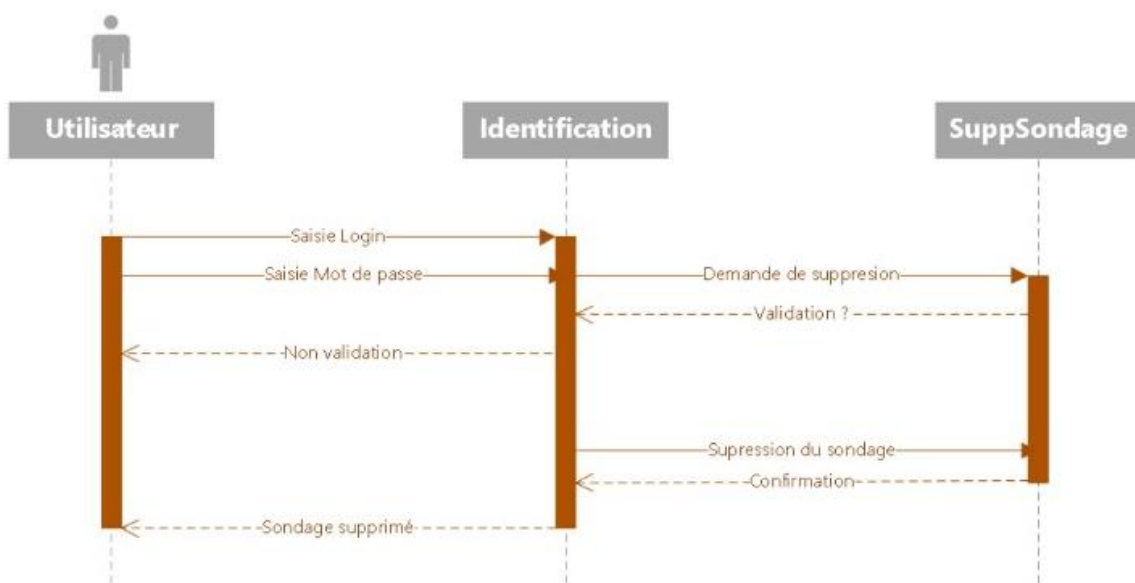 Utilisateur
Identification
SuppSondage
Saisie Login
Saisie Mot de passe
Demande de suppresion
Validation ?
Non validation
Supression du sondage
Confirmation
Sondage supprimé